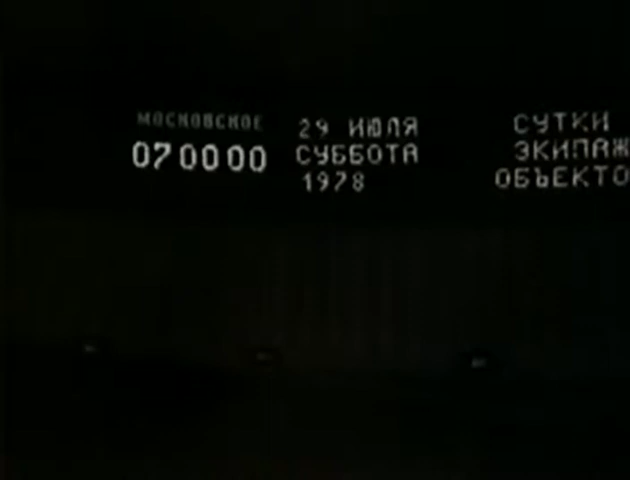 МОСКОВСКОЕ
070000
29 ИЮЛЯ
СУББОТА
1978
СУТКИ
ЭКИПАЖ
ОБЪЕКТО